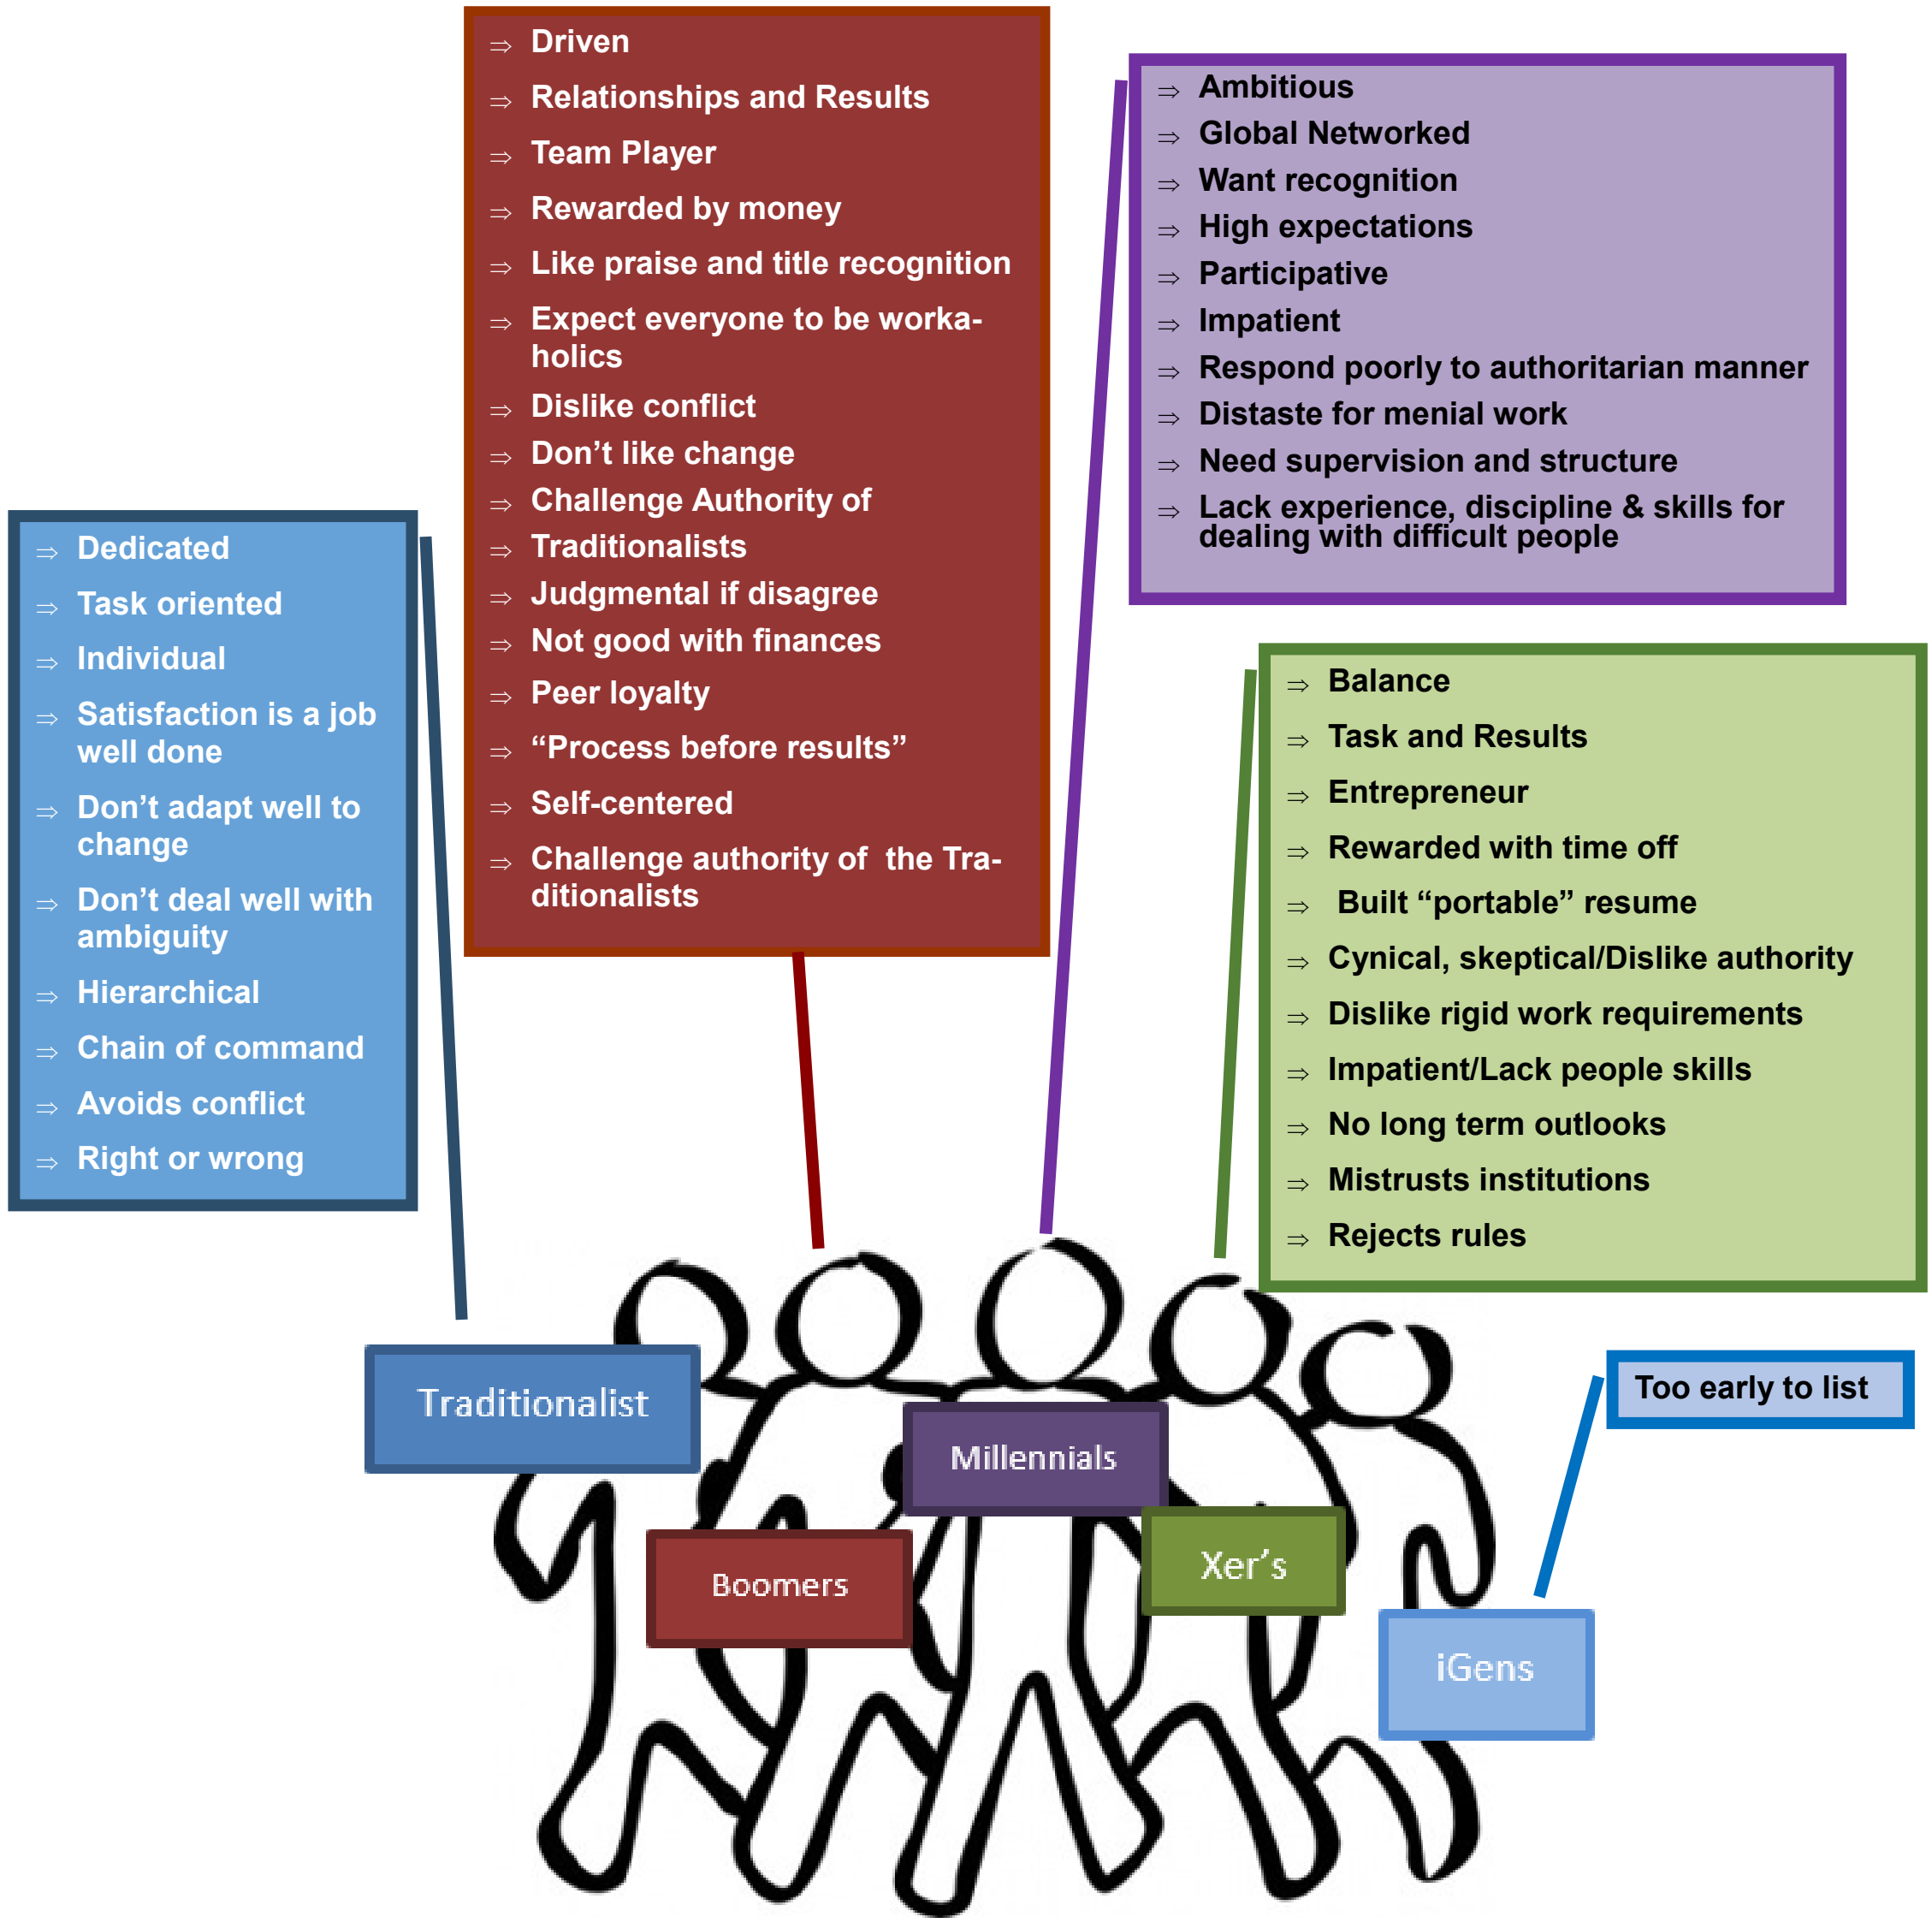 ⇒ Driven
⇒ Relationships and Results
⇒ Team Player
⇒ Rewarded by money
⇒ Like praise and title recognition
⇒ Expect everyone to be worka-
holics
⇒ Dislike conflict
⇒ Don’t like change
⇒ Challenge Authority of
⇒ Traditionalists
⇒ Judgmental if disagree
⇒ Not good with finances
⇒ Peer loyalty
⇒ “Process before results”
⇒ Self-centered
⇒ Challenge authority of  the Tra-
ditionalists
⇒ Ambitious
⇒ Global Networked
⇒ Want recognition
⇒ High expectations
⇒ Participative
⇒ Impatient
⇒ Respond poorly to authoritarian manner
⇒ Distaste for menial work
⇒ Need supervision and structure
⇒ Lack experience, discipline & skills for
dealing with difficult people
⇒ Dedicated
⇒ Task oriented
⇒ Individual
⇒ Satisfaction is a job
well done
⇒ Don’t adapt well to
change
⇒ Don’t deal well with
ambiguity
⇒ Hierarchical
⇒ Chain of command
⇒ Avoids conflict
⇒ Right or wrong
⇒ Balance
⇒ Task and Results
⇒ Entrepreneur
⇒ Rewarded with time off
⇒ Built “portable” resume
⇒ Cynical, skeptical/Dislike authority
⇒ Dislike rigid work requirements
⇒ Impatient/Lack people skills
⇒ No long term outlooks
⇒ Mistrusts institutions
⇒ Rejects rules
Too early to list
Traditionalist
Millennials
Xer’s
Boomers
iGens